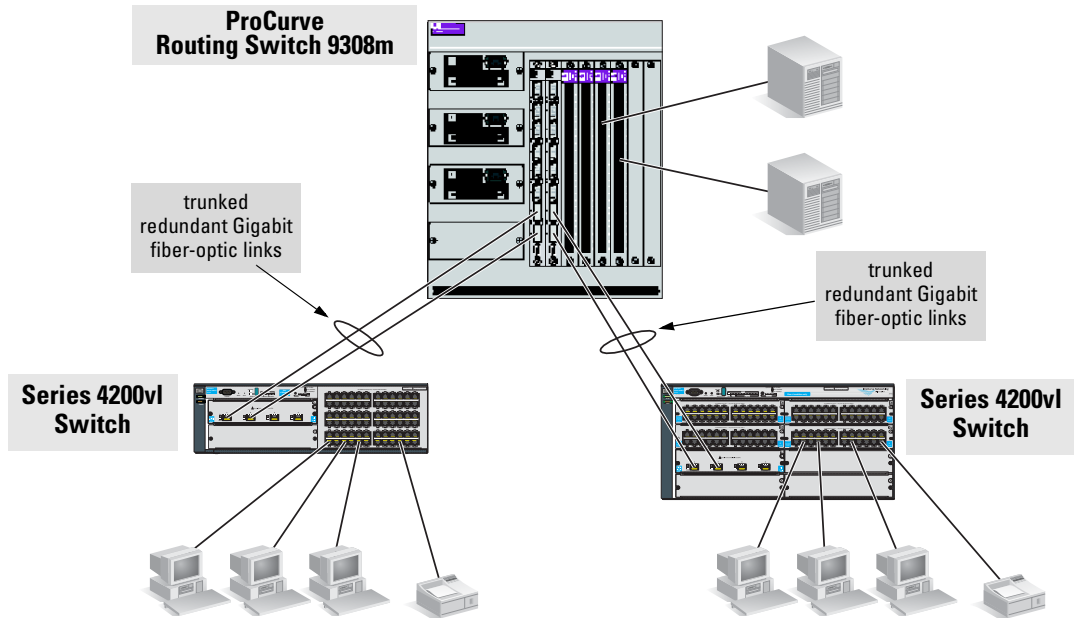 ProCurve
Routing Switch 9308m
trunked
redundant Gigabit
fiber-optic links
trunked
redundant Gigabit
fiber-optic links
Series 4200vl
Switch
Series 4200vl
Switch